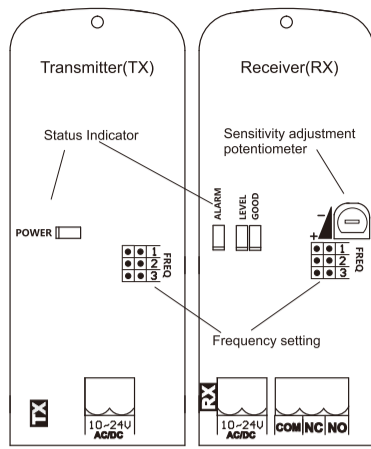 Transmitter(TX)
Receiver(RX)
Status Indicator
Sensitivity adjustment
potentiometer
ALARM
LEVEL
GOOD
POWER
1
2
3
FREQ
-
+
1
2
3
FREQ
Frequency setting
TX
10~24V
AC/DC
RX
10~24V
AC/DC
COM NC NO